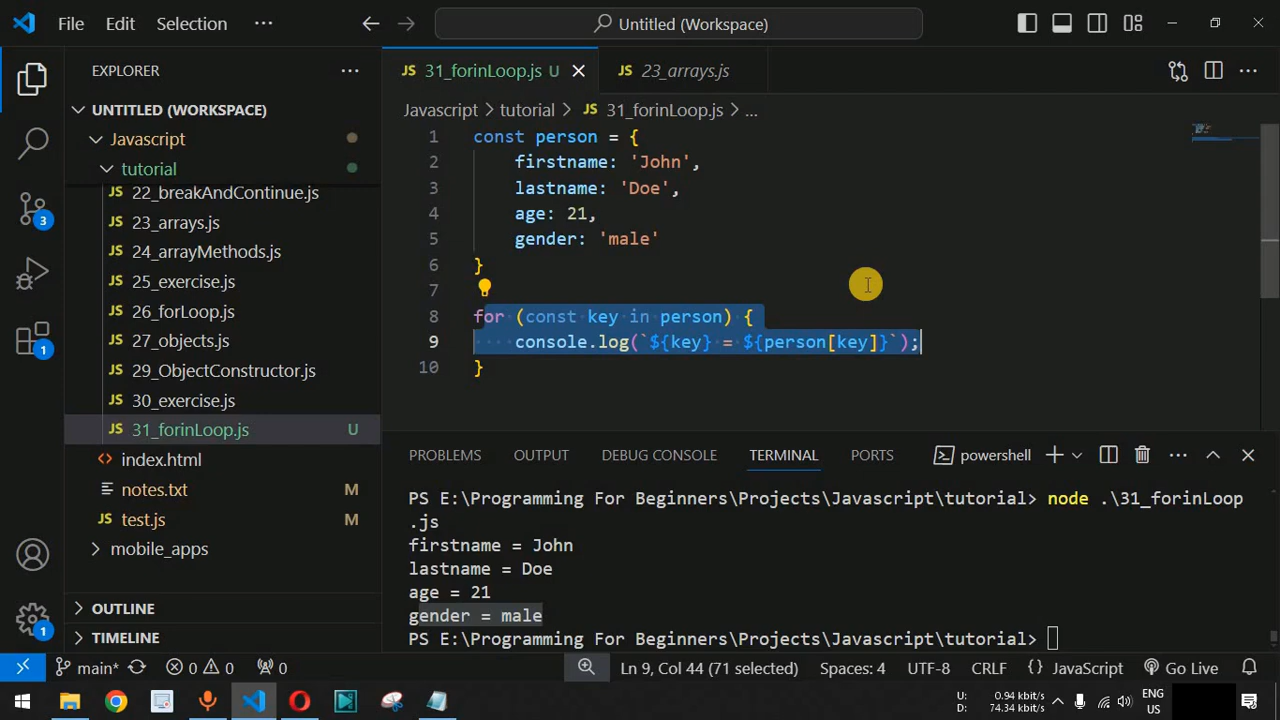 File Edit Selection ··· Untitled (Workspace)
EXPLORER ···
UNTITLED (WORKSPACE)
Javascript
tutorial
22_breakAndContinue.js
JS 23_arrays.js
JS 24_arrayMethods.js
JS 25_exercise.js
JS 26_forLoop.js
JS 27_objects.js
JS 29_ObjectConstructor.js
JS 30_exercise.js
JS 31_forinLoop.js U
<> index.html
notes.txt M
JS test.js M
mobile_apps
OUTLINE
TIMELINE
3
1
1
JS 31_forinLoop.js U JS 23_arrays.js ···
Javascript > tutorial > JS 31_forinLoop.js > ...
1 const person = {
2 firstname: 'John',
3 lastname: 'Doe',
4 age: 21,
5 gender: 'male'
6 }
7
8 for (const key in person) {
9 console.log(`${key} = ${person[key]}`);
10 }
PROBLEMS OUTPUT DEBUG CONSOLE TERMINAL PORTS powershell ···
PS E:\Programming For Beginners\Projects\Javascript\tutorial> node .\31_forinLoop
.js
firstname = John
lastname = Doe
age = 21
gender = male
PS E:\Programming For Beginners\Projects\Javascript\tutorial>
main* 0 0 0 Ln 9, Col 44 (71 selected) Spaces: 4 UTF-8 CRLF {} JavaScript Go Live
U: 0.94 kbit/s
D: 74.34 kbit/s
ENG
US